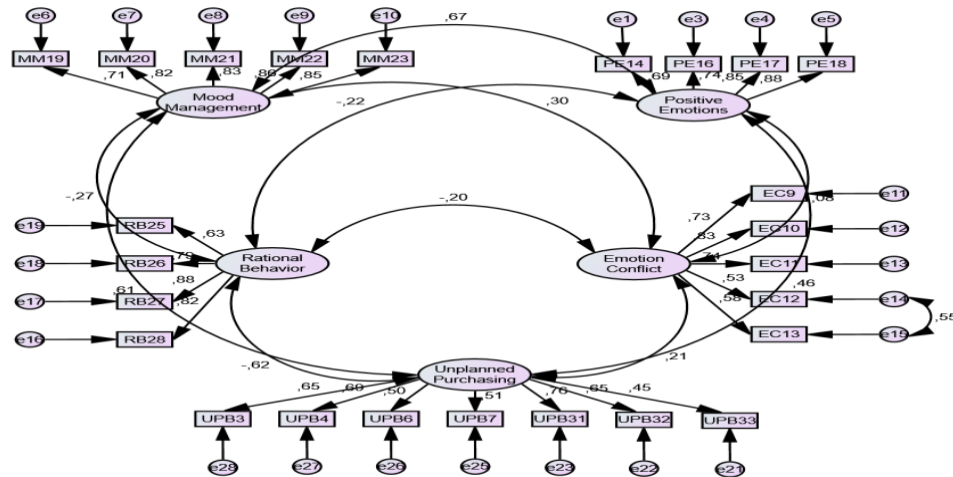 e6 e7 e8 e9 e10 e1 e3 e4 e5
,67
MM19 MM20 MM21 MM22 MM23 PE14 PE16 PE17 PE18
,71 ,82 ,83 ,85 ,69 ,74 ,85 ,88
Mood
Management
Positive
Emotions
-,22 ,30
EC9 e11
-,27 -,20 ,08
e19 RB25 ,63 ,73 EC10 e12
,83
e18 RB26 Rational
Behavior
Emotion
Conflict
,71 EC11 e13
,88 ,53 ,46
e17 RB27 ,61 ,82 ,58 EC12 e14
,55
e16 RB28 EC13 e15
-,62 ,21
Unplanned
Purchasing
,65 ,50 ,51 ,76 ,65 ,45
UPB3 UPB4 UPB6 UPB7 UPB31 UPB32 UPB33
e28 e27 e26 e25 e23 e22 e21